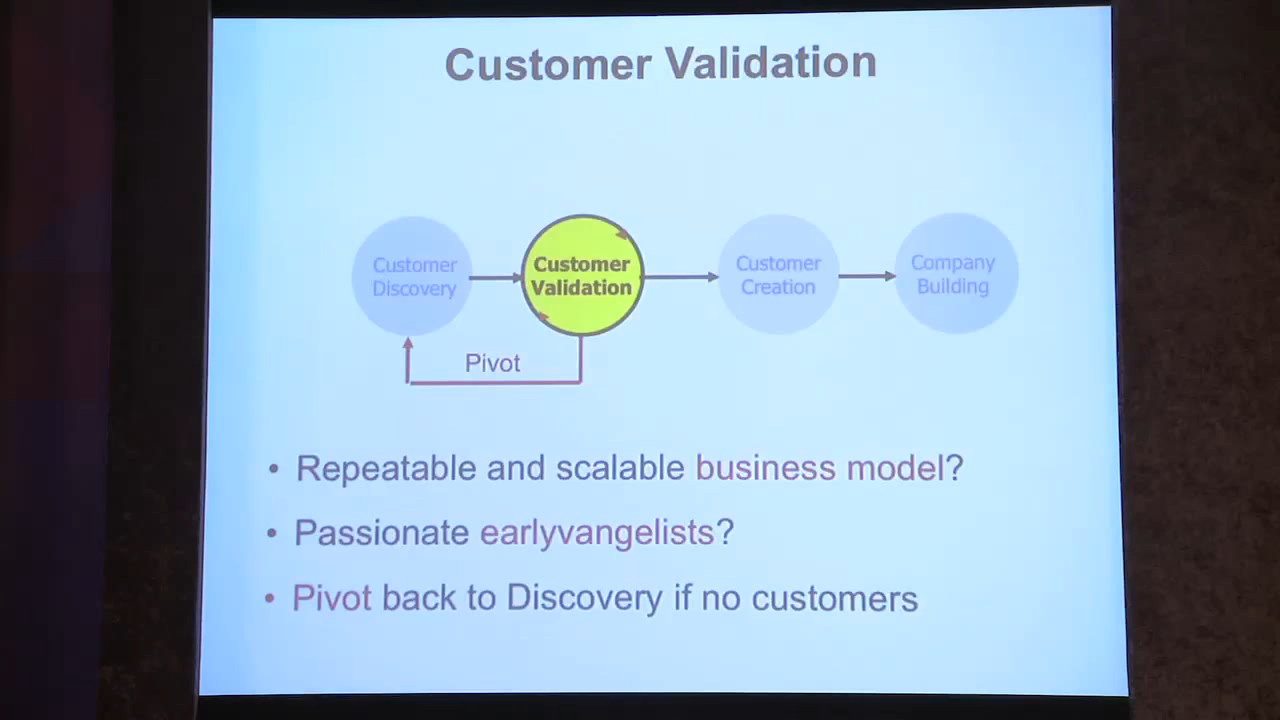 Customer Validation
Customer
Discovery
Customer
Validation
Customer
Creation
Company
Building
Pivot
• Repeatable and scalable business model?
• Passionate earlyvangelists?
• Pivot back to Discovery if no customers